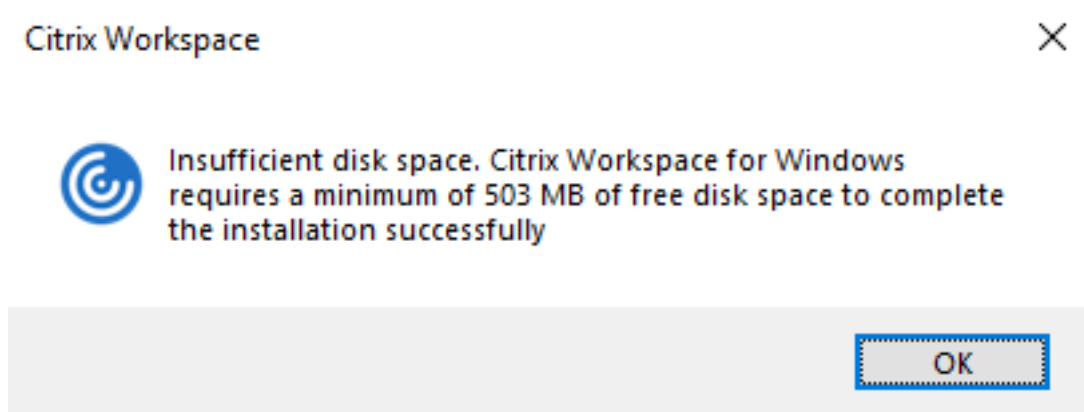 Citrix Workspace
Insufficient disk space. Citrix Workspace for Windows
requires a minimum of 503 MB of free disk space to complete
the installation successfully
OK